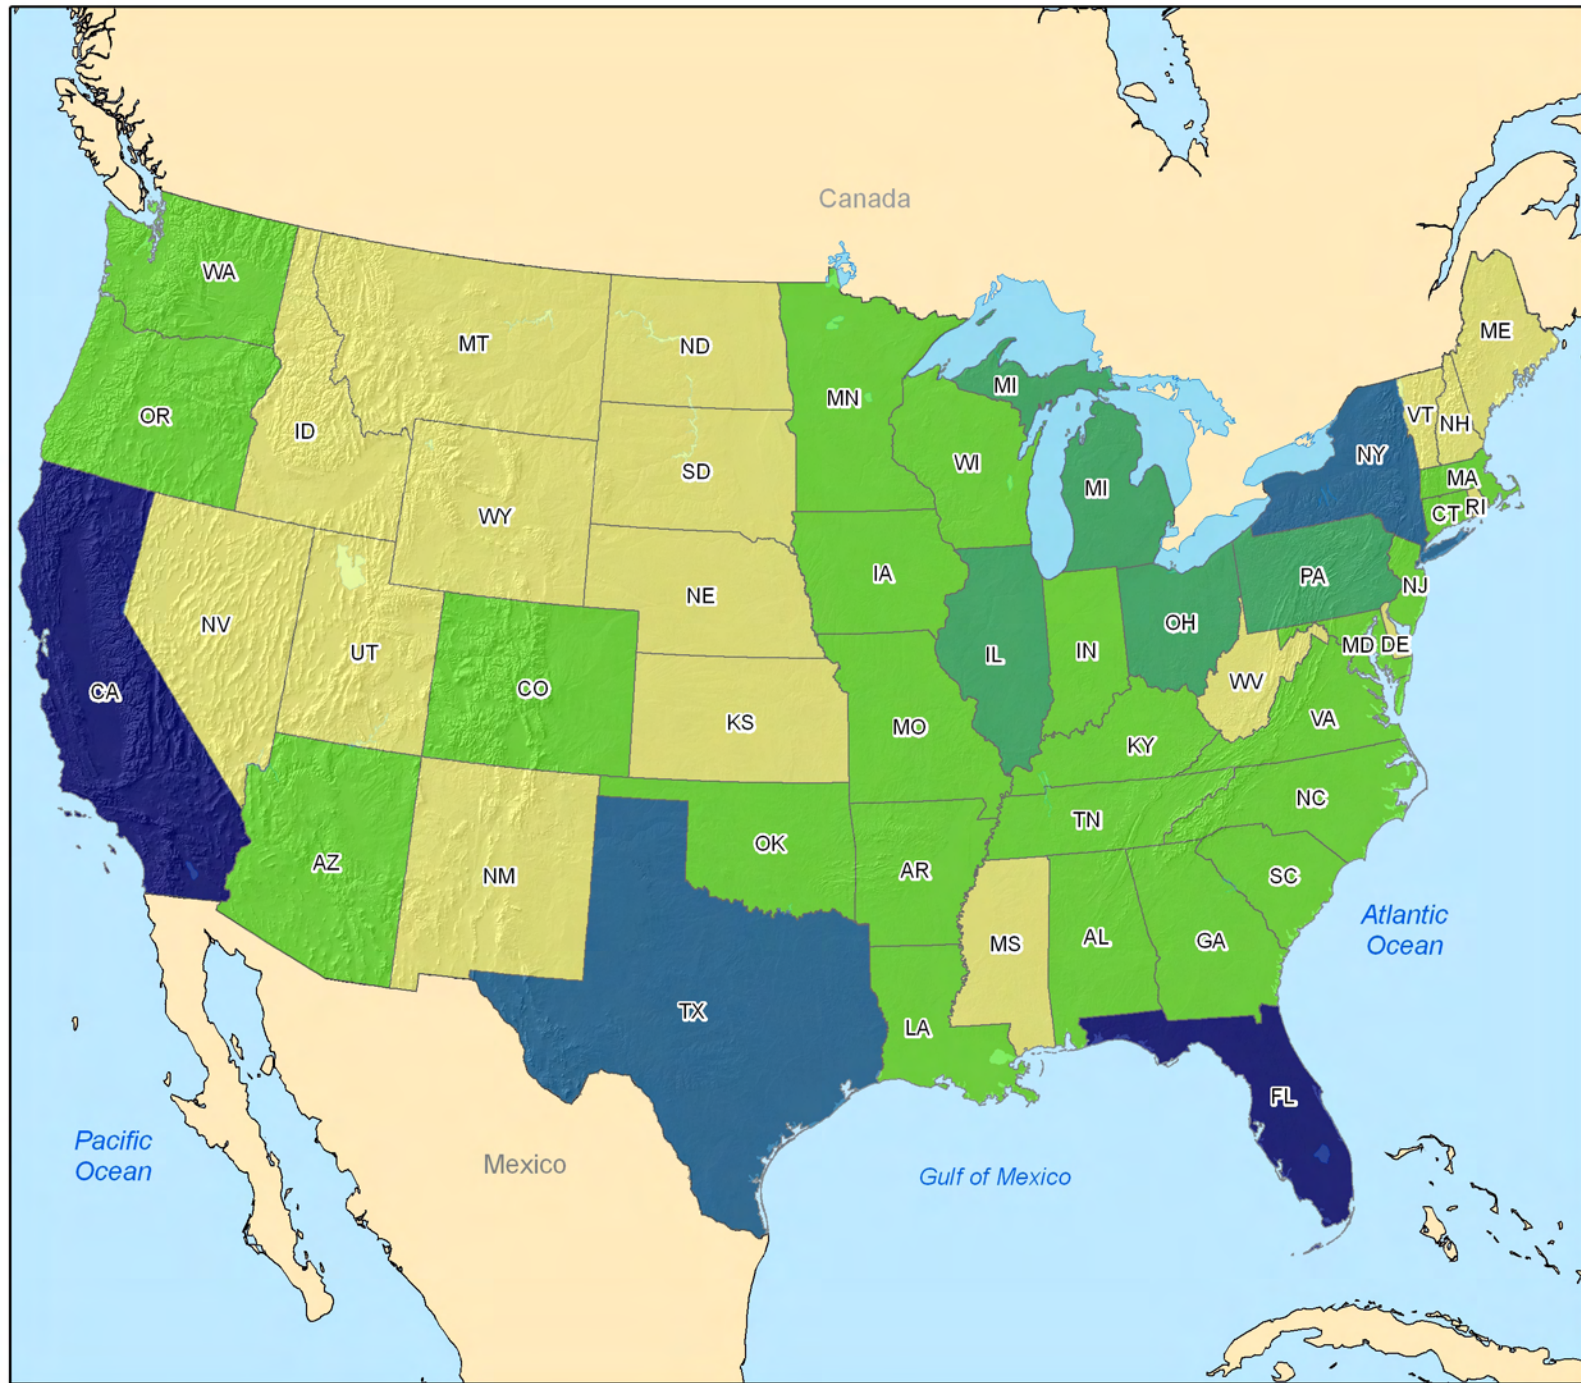 Canada
WA
ME
MT
ND
MI
MN
OR
VT
NH
ID
NY
WI
SD
MA
MI
RI
CT
WY
IA
PA
NJ
NE
OH
NV
MD
DE
IN
UT
IL
WV
CO
CA
VA
KS
MO
KY
NC
TN
OK
AZ
AR
NM
SC
Atlantic
Ocean
AL
GA
MS
TX
LA
FL
Pacific
Ocean
Mexico
Gulf of Mexico